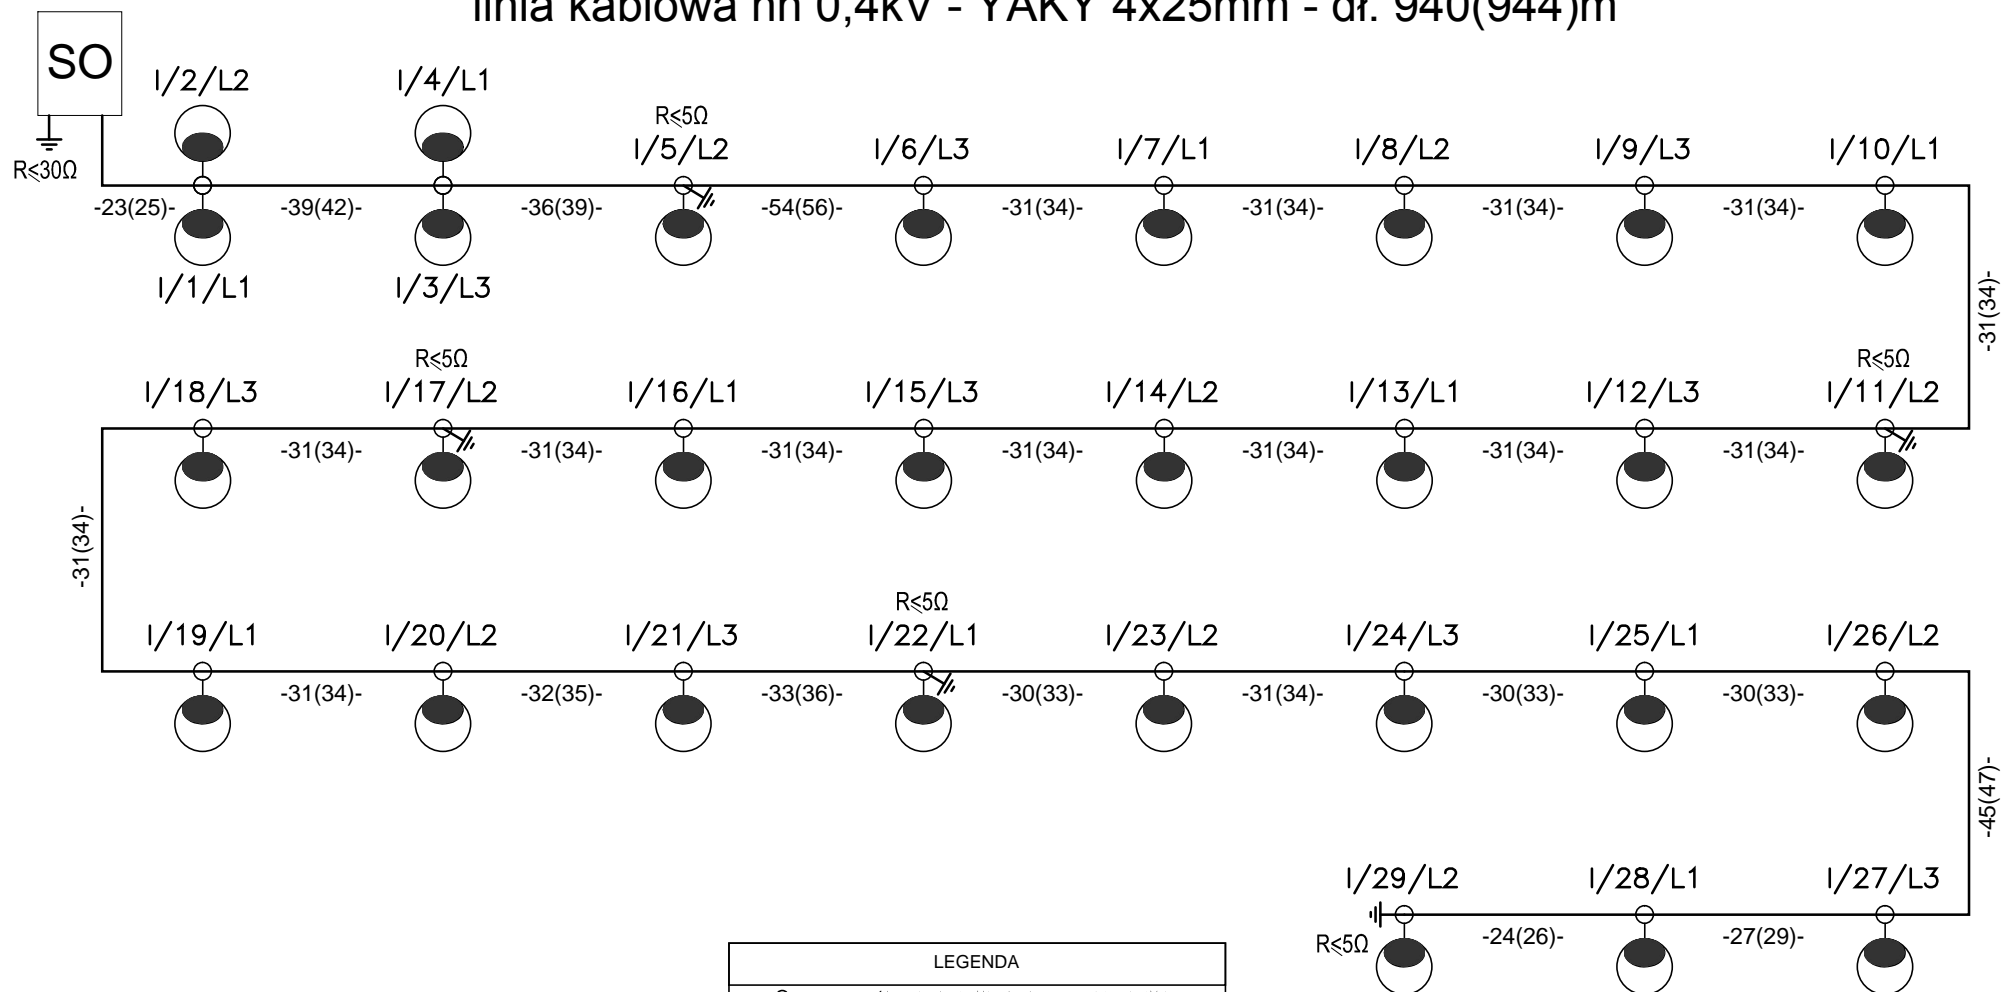 linia kablowa nn 0,4kV - YAKY 4x25mm - dł. 940(944)m
SO
I/2/L2
I/4/L1
R≤5Ω
I/5/L2
I/6/L3
I/7/L1
I/8/L2
I/9/L3
I/10/L1
R≤30Ω
-23(25)-
-39(42)-
-36(39)-
-54(56)-
-31(34)-
-31(34)-
-31(34)-
-31(34)-
I/1/L1
I/3/L3
-31(34)-
R≤5Ω
R≤5Ω
I/18/L3
I/17/L2
I/16/L1
I/15/L3
I/14/L2
I/13/L1
I/12/L3
I/11/L2
-31(34)-
-31(34)-
-31(34)-
-31(34)-
-31(34)-
-31(34)-
-31(34)-
-31(34)-
R≤5Ω
I/19/L1
I/20/L2
I/21/L3
I/22/L1
I/23/L2
I/24/L3
I/25/L1
I/26/L2
-31(34)-
-32(35)-
-33(36)-
-30(33)-
-31(34)-
-30(33)-
-30(33)-
-45(47)-
I/29/L2
I/28/L1
I/27/L3
R≤5Ω
-24(26)-
-27(29)-
LEGENDA